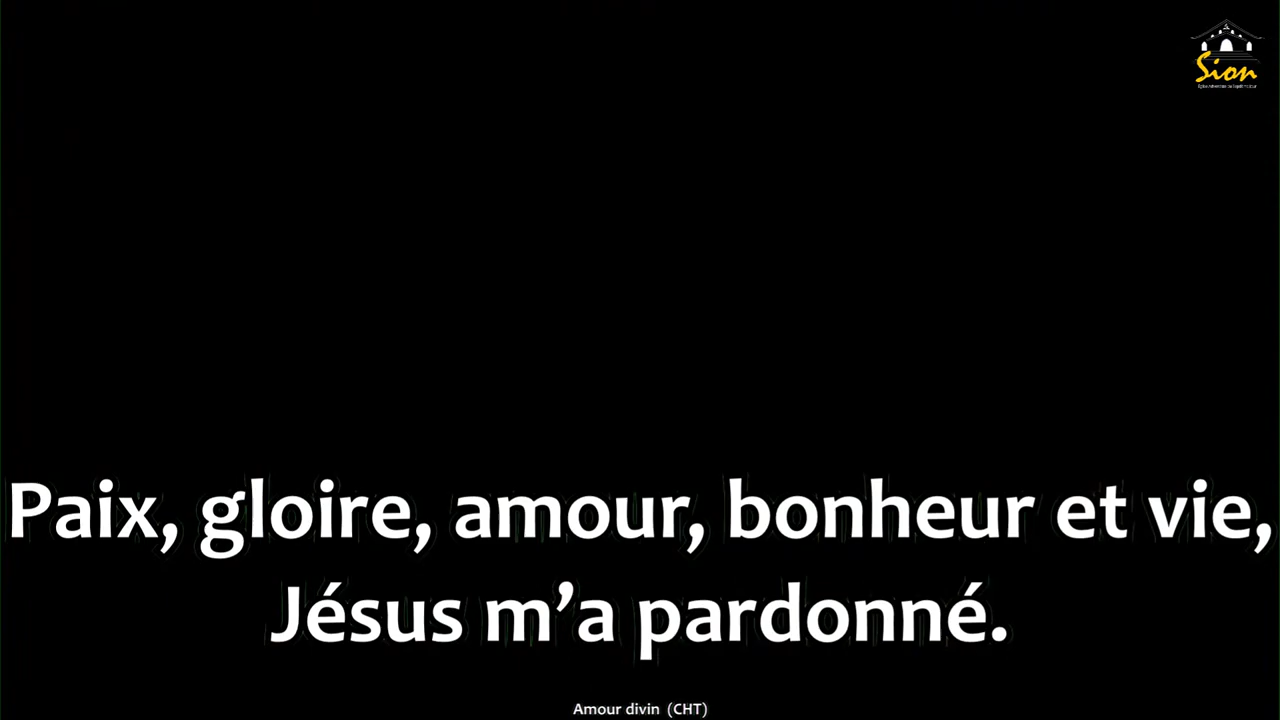 Sion
Paix, gloire, amour, bonheur et vie,
Jésus m’a pardonné.
Amour divin (CHT)